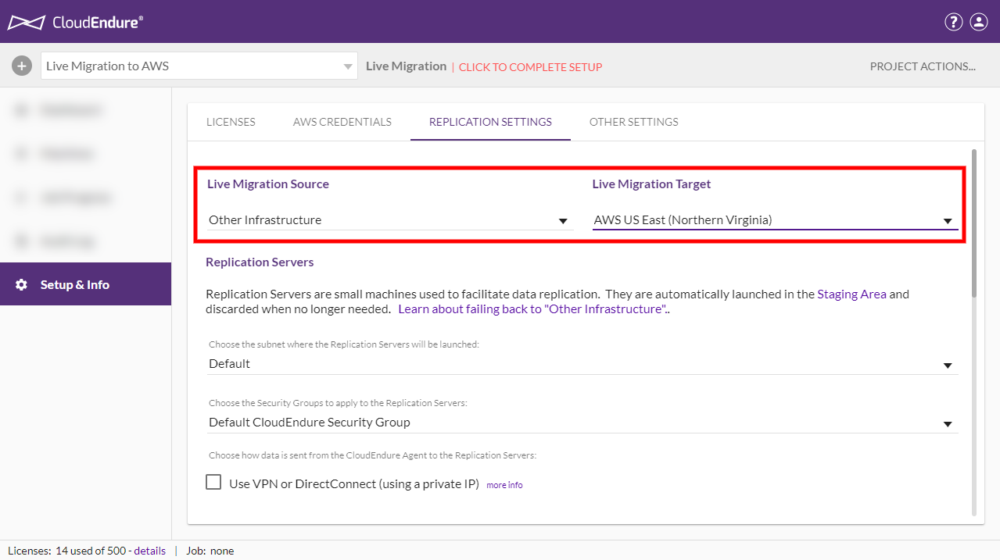 CloudEndure®
?
Live Migration to AWS
Live Migration | CLICK TO COMPLETE SETUP
PROJECT ACTIONS...
LICENSES
AWS CREDENTIALS
REPLICATION SETTINGS
OTHER SETTINGS
Live Migration Source
Live Migration Target
Other Infrastructure
AWS US East (Northern Virginia)
Replication Servers
Setup & Info
Replication Servers are small machines used to facilitate data replication. They are automatically launched in the Staging Area and
discarded when no longer needed. Learn about failing back to "Other Infrastructure"..
Choose the subnet where the Replication Servers will be launched:
Default
Choose the Security Groups to apply to the Replication Servers:
Default CloudEndure Security Group
Choose how data is sent from the CloudEndure Agent to the Replication Servers:
Use VPN or DirectConnect (using a private IP) more info
Licenses: 14 used of 500 - details | Job: none